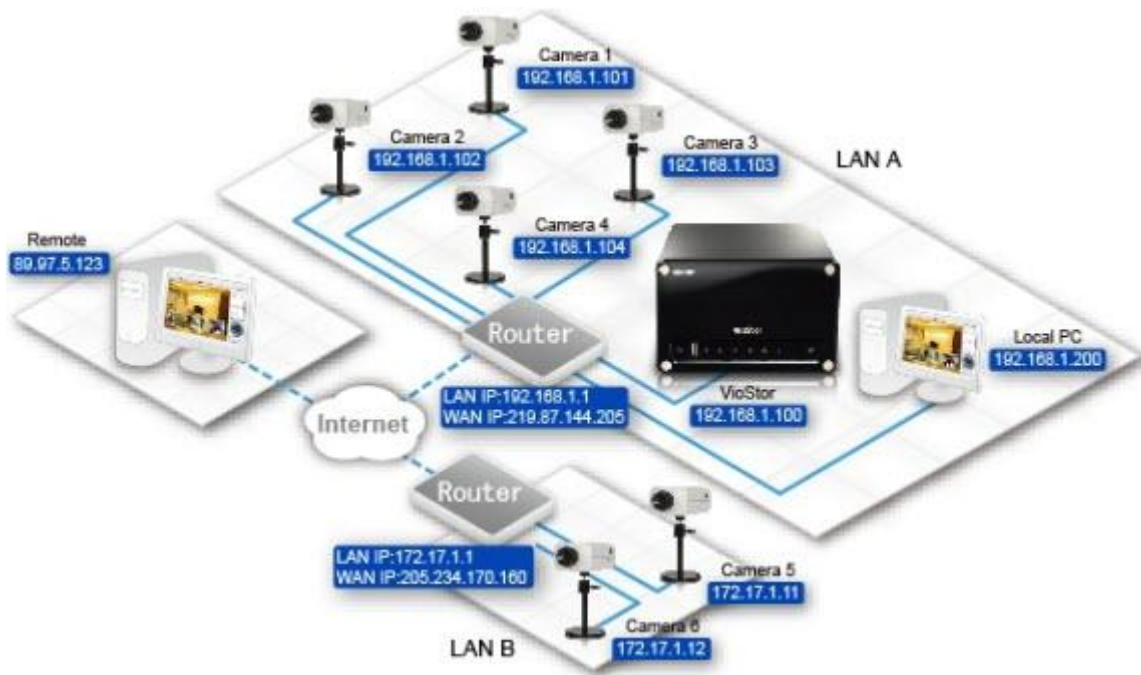 Camera 1
192.168.1.101
Camera 2
192.168.1.102
Camera 3
192.168.1.103
LAN A
Camera 4
192.168.1.104
Remote
89.97.5.123
Router
LAN IP:192.168.1.1
WAN IP:219.87.144.205
VioStor
192.168.1.100
Local PC
192.168.1.200
Internet
Router
LAN IP:172.17.1.1
WAN IP:205.234.170.160
Camera 5
172.17.1.11
Camera 6
172.17.1.12
LAN B